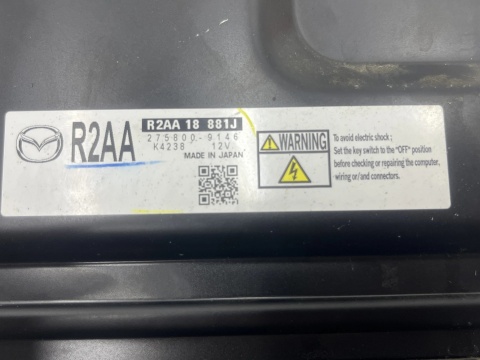 R2AA
R2AA 18 881J
275800-9146
K4238 12V
MADE IN JAPAN
WARNING
To avoid electric shock;
Set the key switch to the "OFF" position
before checking or repairing the computer,
wiring on/and connectors.